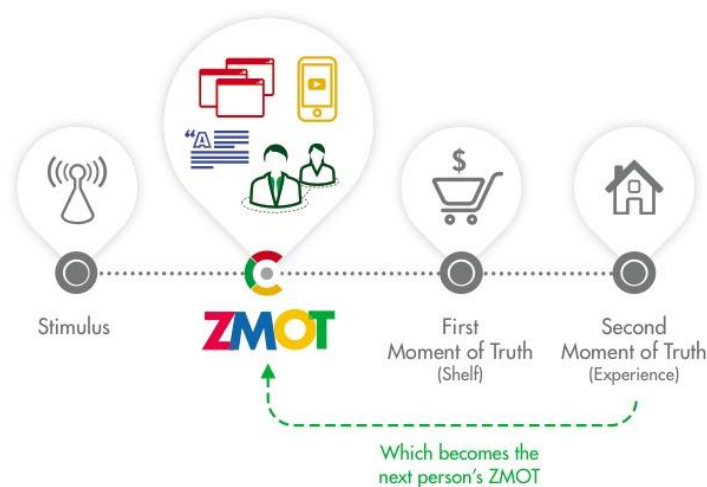 “A
$
Stimulus
ZMOT
First
Moment of Truth
(Shelf)
Second
Moment of Truth
(Experience)
Which becomes the
next person's ZMOT